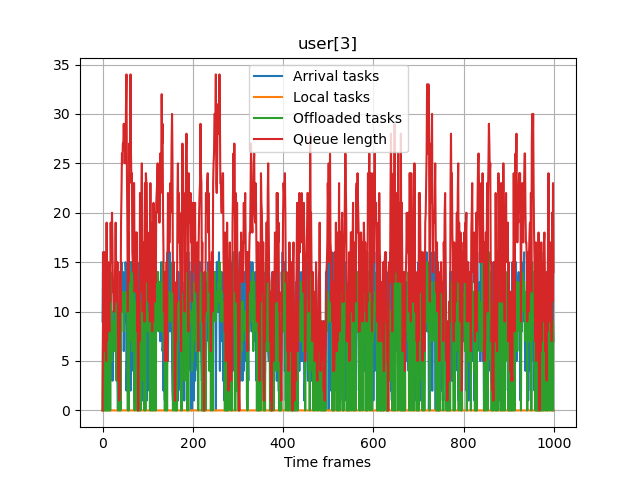 user[3]
Arrival tasks
Local tasks
Offloaded tasks
Queue length
35
30
25
20
15
10
5
0
0 200 400 600 800 1000
Time frames